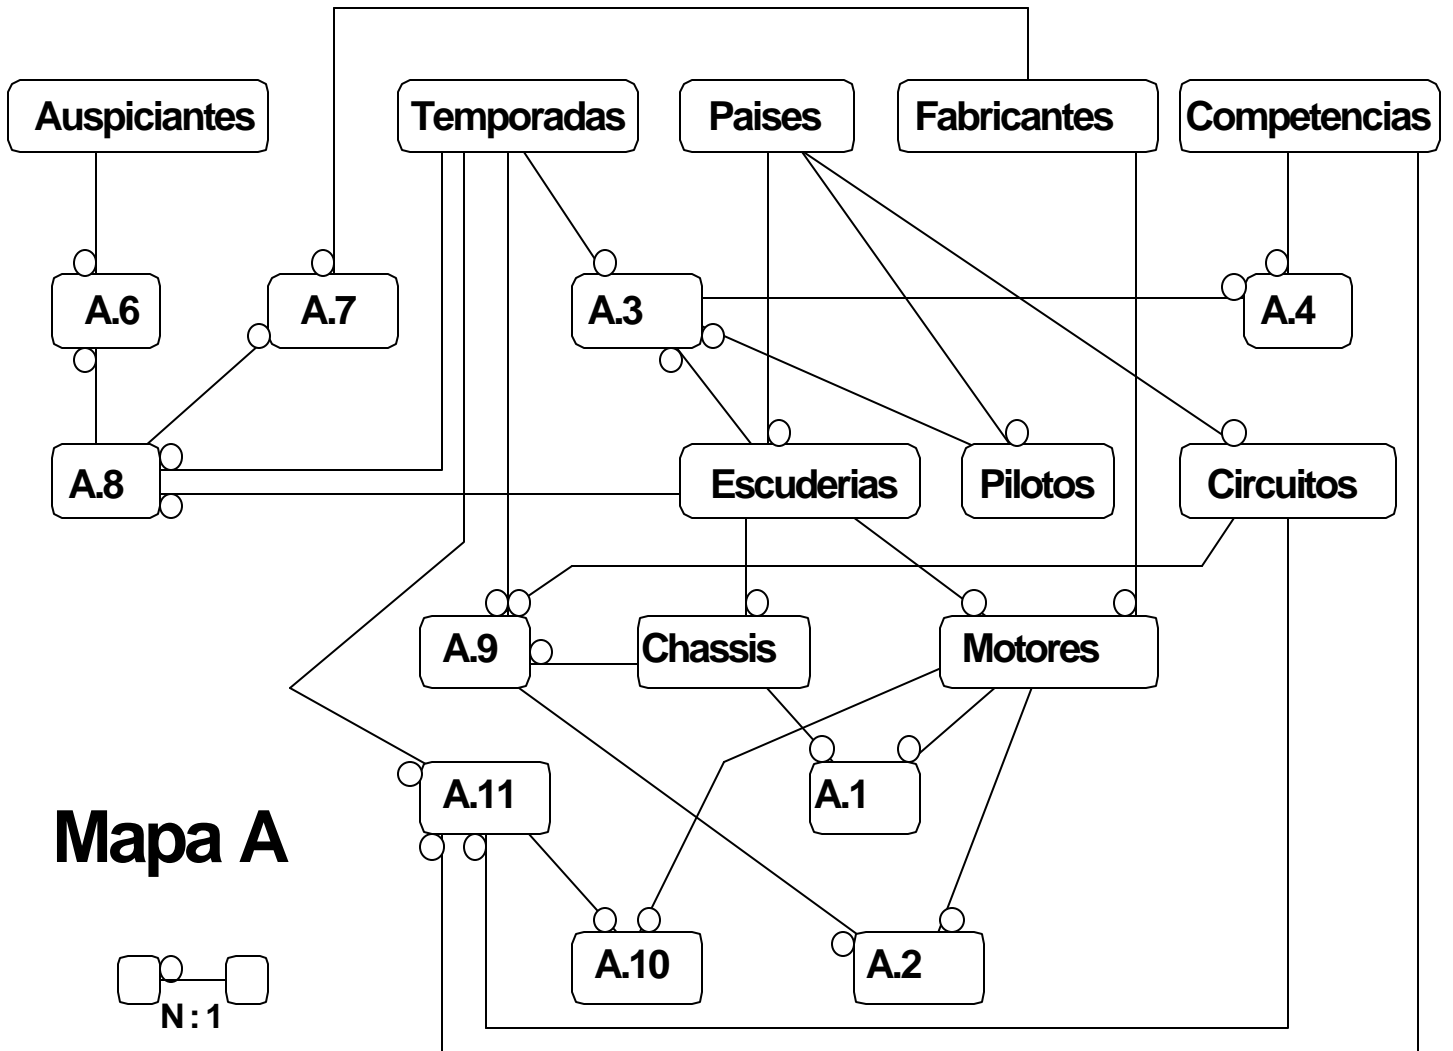 Auspiciantes Temporadas Paises Fabricantes Competencias
A.6 A.7 A.3 A.4
A.8 Escuderias Pilotos Circuitos
A.9 Chassis Motores
A.11 A.1
Mapa A
A.10 A.2
N : 1